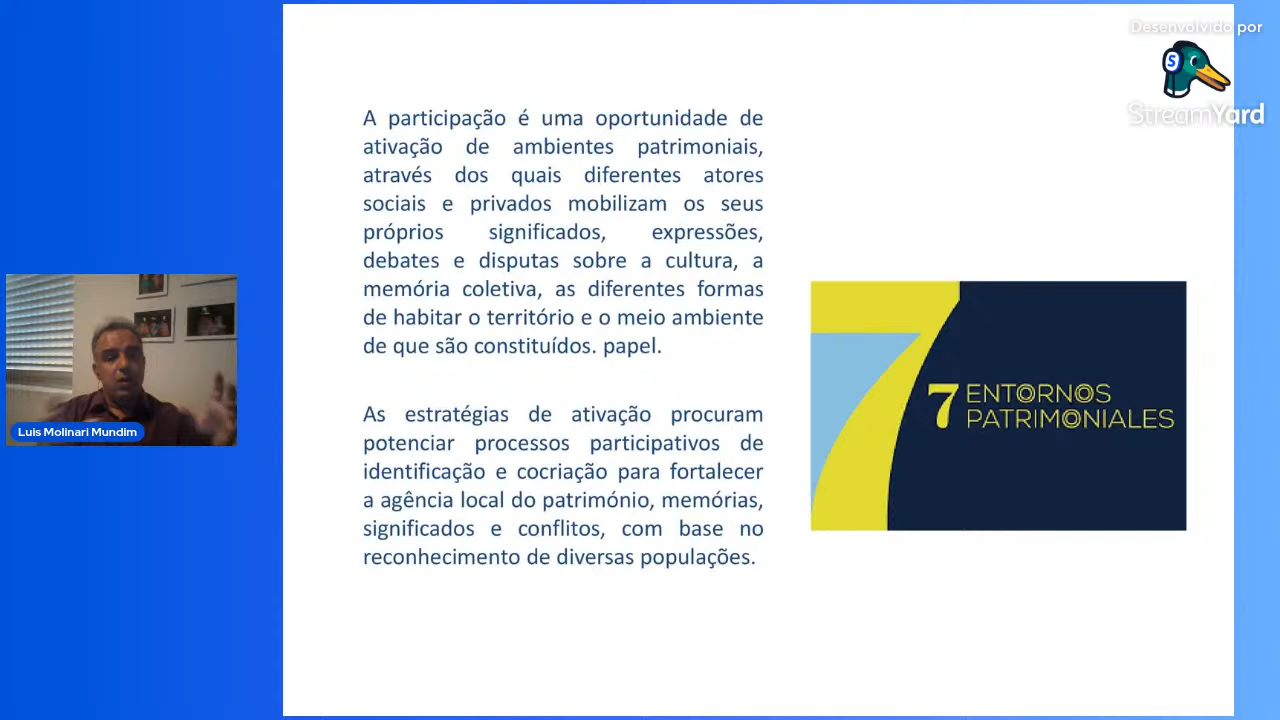 Desenvolvido por
StreamYard
A participação é uma oportunidade de
ativação de ambientes patrimoniais,
através dos quais diferentes atores
sociais e privados mobilizam os seus
próprios significados, expressões,
debates e disputas sobre a cultura, a
memória coletiva, as diferentes formas
de habitar o território e o meio ambiente
de que são constituídos. papel.
As estratégias de ativação procuram
potenciar processos participativos de
identificação e cocriação para fortalecer
a agência local do património, memórias,
significados e conflitos, com base no
reconhecimento de diversas populações.
7 ENTORNOS
PATRIMONIALES
Luis Molinari Mundim